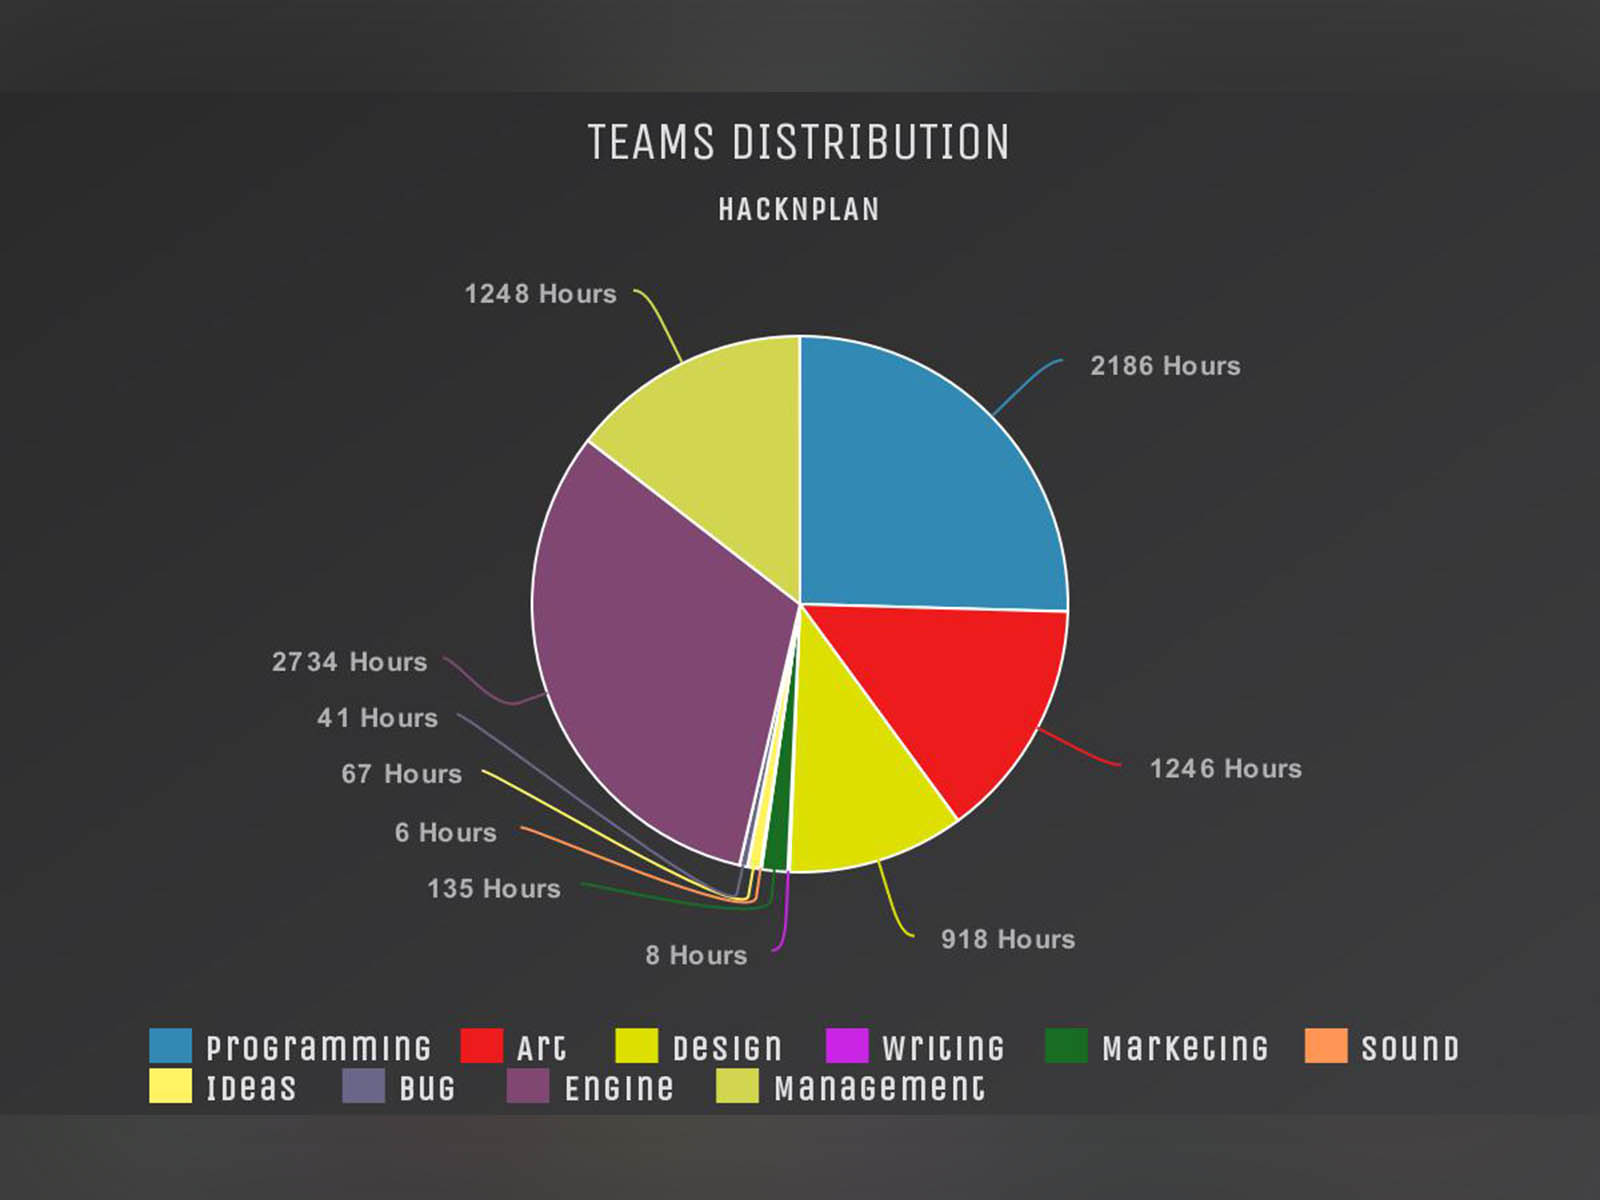 TEAMS DISTRIBUTION
HACKNPLAN
1248 Hours
2186 Hours
2734 Hours
41 Hours
67 Hours
6 Hours
135 Hours
8 Hours
918 Hours
1246 Hours
Programming Art Design Writing Marketing Sound
Ideas Bug Engine Management